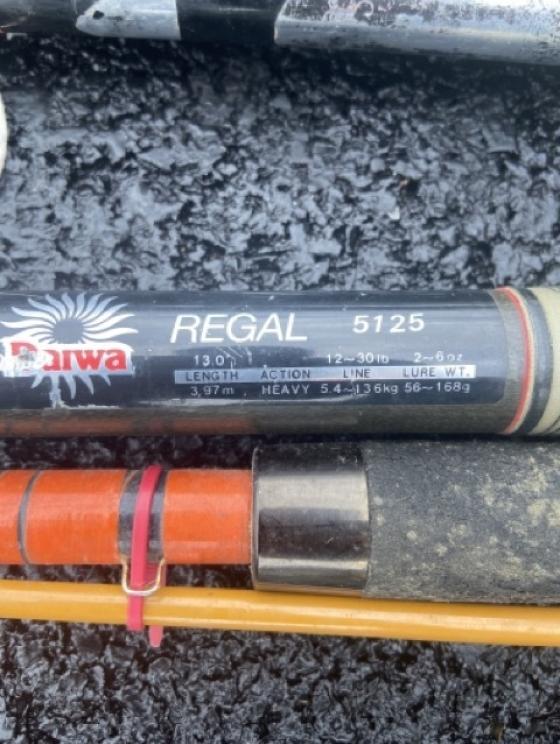 Daiwa REGAL 5125
13.0 12~30lb 2~6oz
LENGTH ACTION LINE LURE WT.
3.97m HEAVY 5.4~13.6kg 56~168g